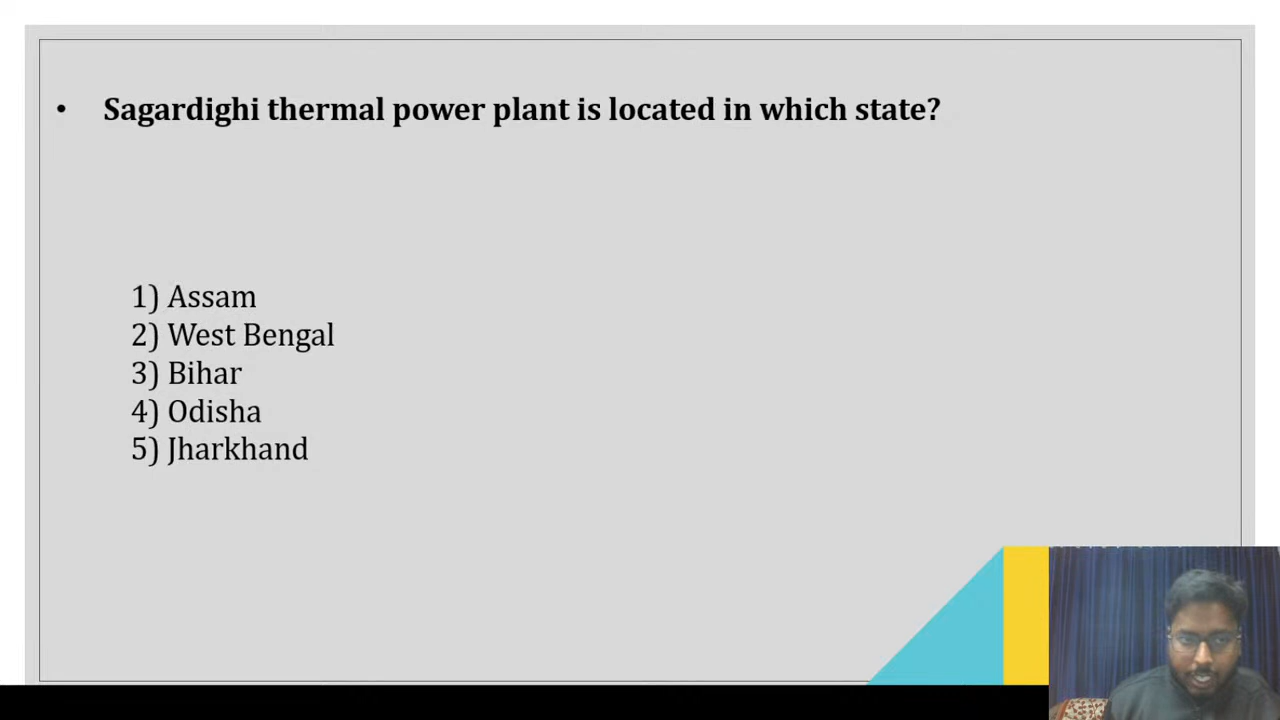 • Sagardighi thermal power plant is located in which state?
1) Assam
2) West Bengal
3) Bihar
4) Odisha
5) Jharkhand